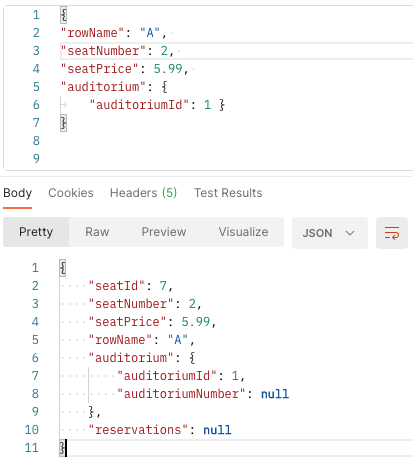 1 {
2 "rowName": "A",
3 "seatNumber": 2,
4 "seatPrice": 5.99,
5 "auditorium": {
6 "auditoriumId": 1 }
7 }
8
9
Body Cookies Headers (5) Test Results
Pretty Raw Preview Visualize JSON
1 {
2 "seatId": 7,
3 "seatNumber": 2,
4 "seatPrice": 5.99,
5 "rowName": "A",
6 "auditorium": {
7 "auditoriumId": 1,
8 "auditoriumNumber": null
9 },
10 "reservations": null
11 }